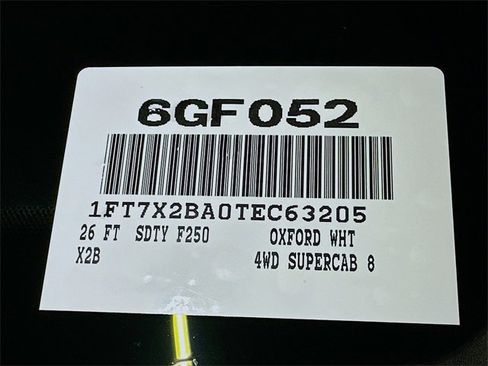 6GF052
1FT7X2BA0TEC63205
26 FT SDTY F250 OXFORD WHT
X2B 4WD SUPERCAB 8